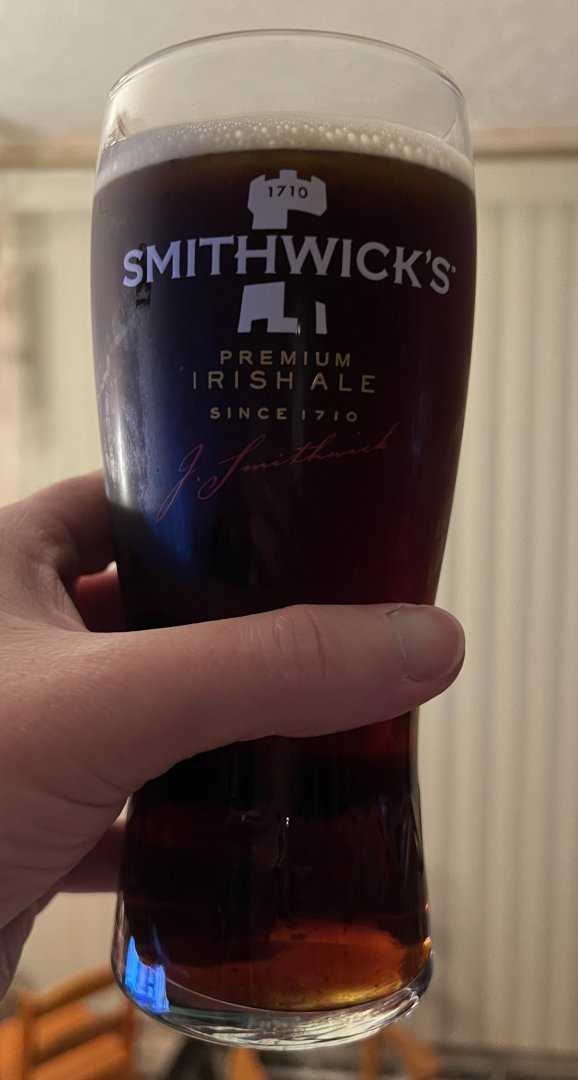 1710
SMITHWICK'S
PREMIUM
IRISH ALE
SINCE 1710
J. Smithwick